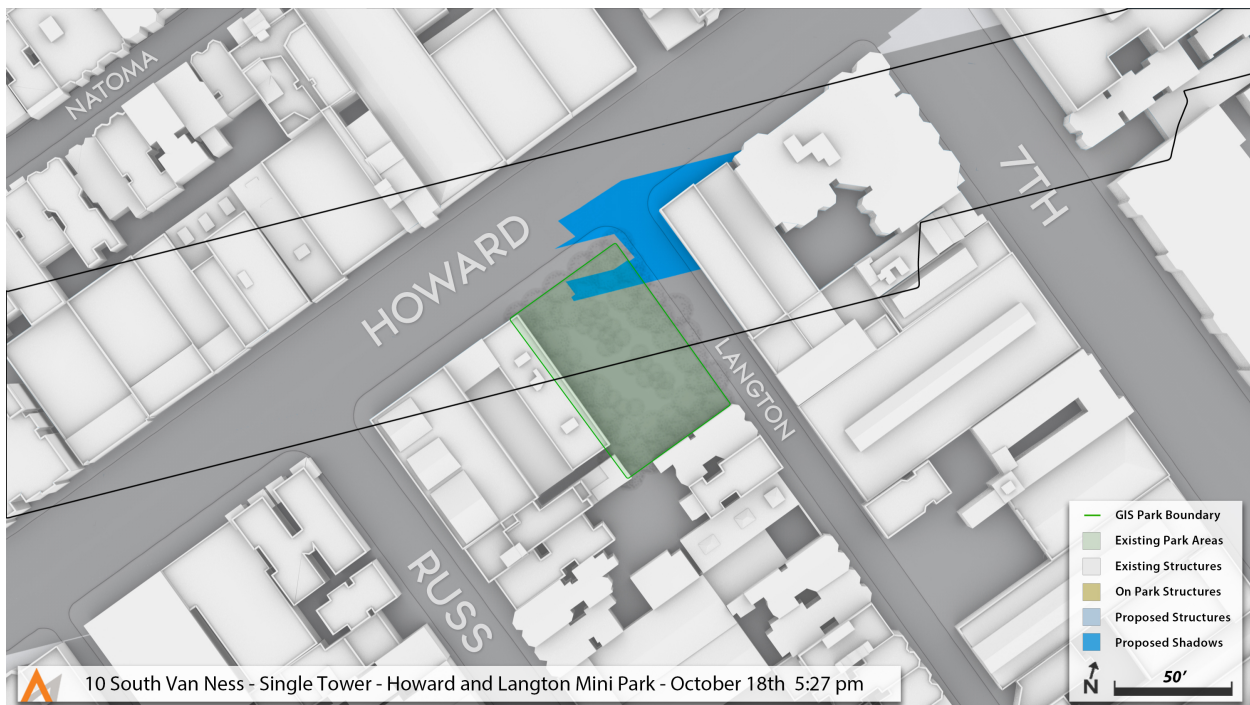 NATOMA
HOWARD
7TH
LANGTON
RUSS
GIS Park Boundary
Existing Park Areas
Existing Structures
On Park Structures
Proposed Structures
Proposed Shadows
N
50'
10 South Van Ness - Single Tower - Howard and Langton Mini Park - October 18th 5:27 pm